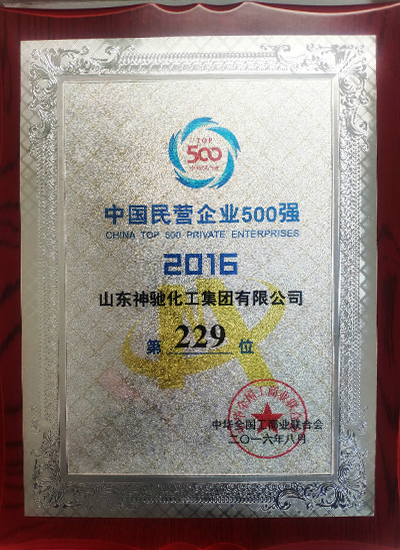 TOP
500
中国民营企业500强
CHINA TOP 500 PRIVATE ENTERPRISES
2016
山东神驰化工集团有限公司
第 229 位
中华全国工商业联合会
二〇一六年八月